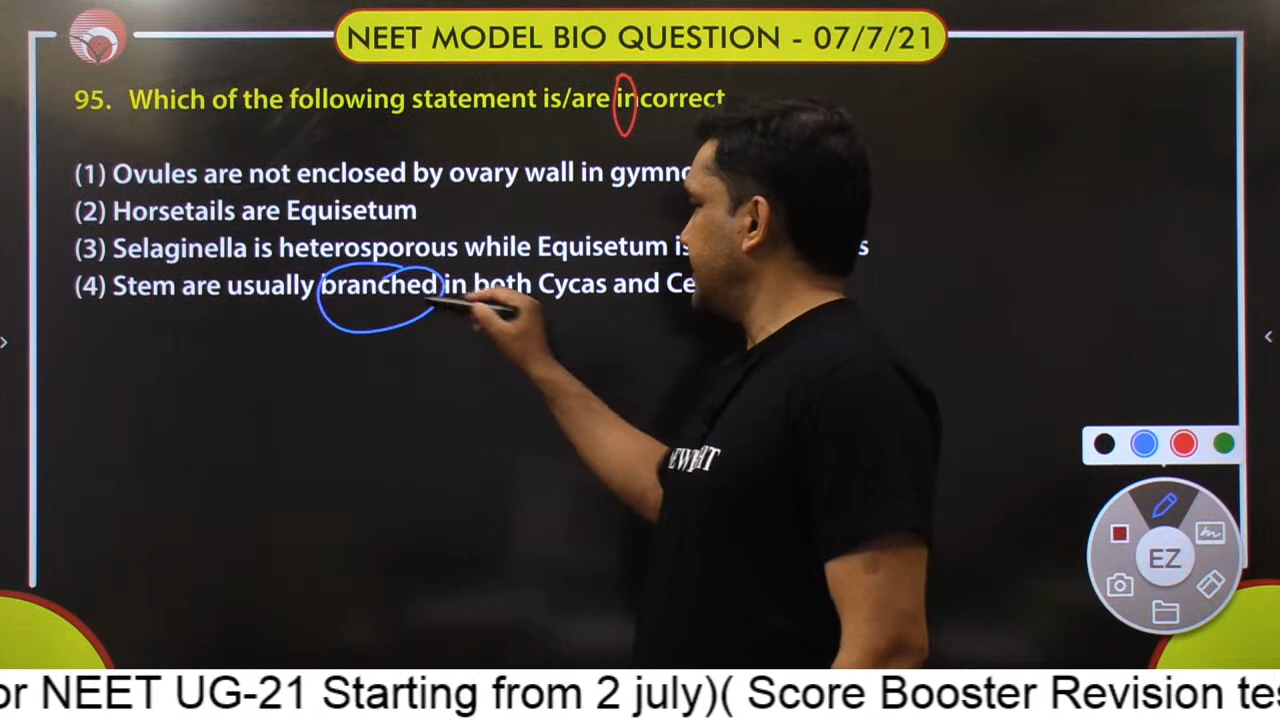 NEET MODEL BIO QUESTION - 07/7/21
95. Which of the following statement is/are incorrect
(1) Ovules are not enclosed by ovary wall in
(2) Horsetails are Equisetum
(3) Selaginella is heterosporous while Equisetum
(4) Stem are usually branched in both Cycas and
EZ
NEET UG-21 Starting from 2 july)( Score Booster Revision